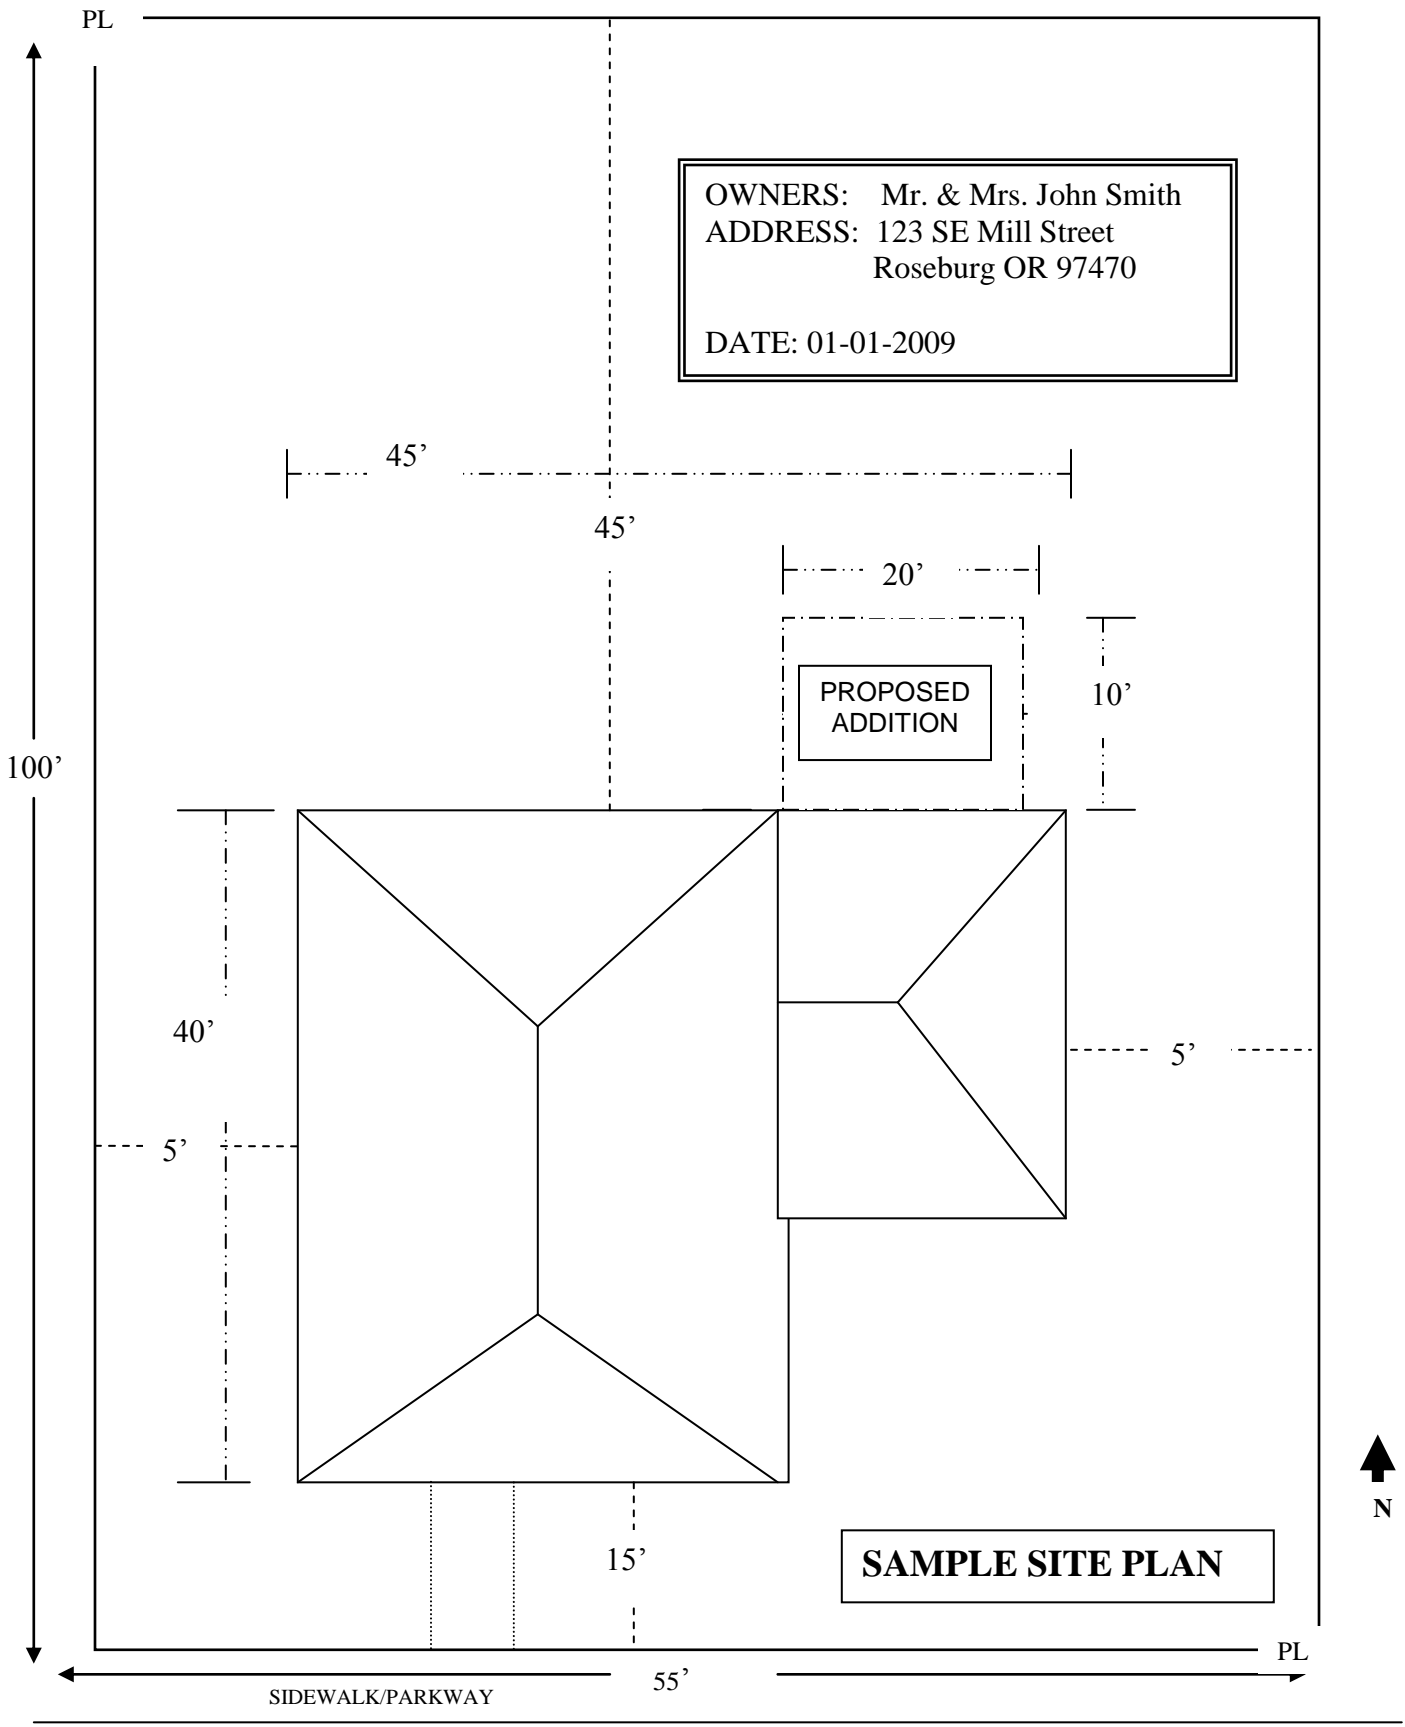 PL
OWNERS: Mr. & Mrs. John Smith
ADDRESS: 123 SE Mill Street
Roseburg OR 97470
DATE: 01-01-2009
45’
45’
20’
PROPOSED
ADDITION
10’
100’
40’
5’
5’
N
15’
SAMPLE SITE PLAN
PL
55’
SIDEWALK/PARKWAY